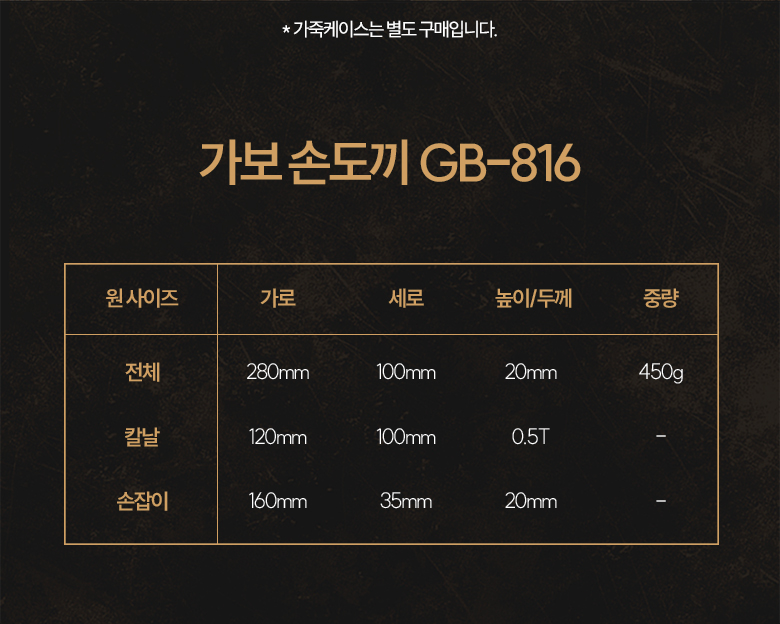 * 가죽케이스는 별도 구매입니다.
가보 손도끼 GB-816
원 사이즈 가로 세로 높이/두께 중량
전체 280mm 100mm 20mm 450g
칼날 120mm 100mm 0.5T -
손잡이 160mm 35mm 20mm -